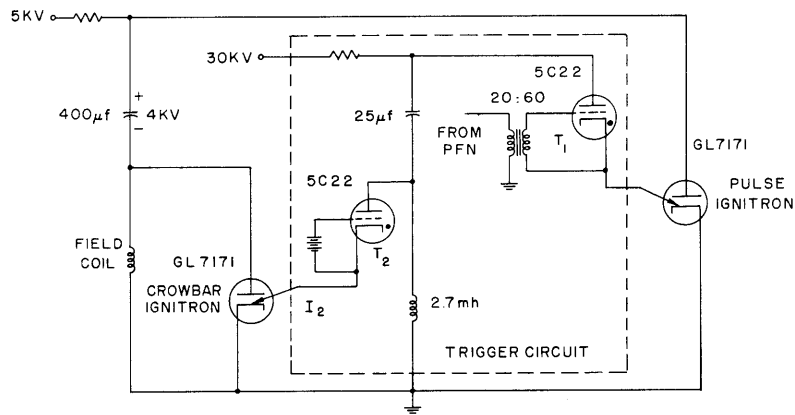 5KV
30KV
5C22
20:60
+
400µf
4KV
–
25µf
FROM
PFN
T1
GL7171
PULSE
IGNITRON
5C22
T2
FIELD
COIL
GL7171
CROWBAR
IGNITRON
I2
2.7mh
TRIGGER CIRCUIT